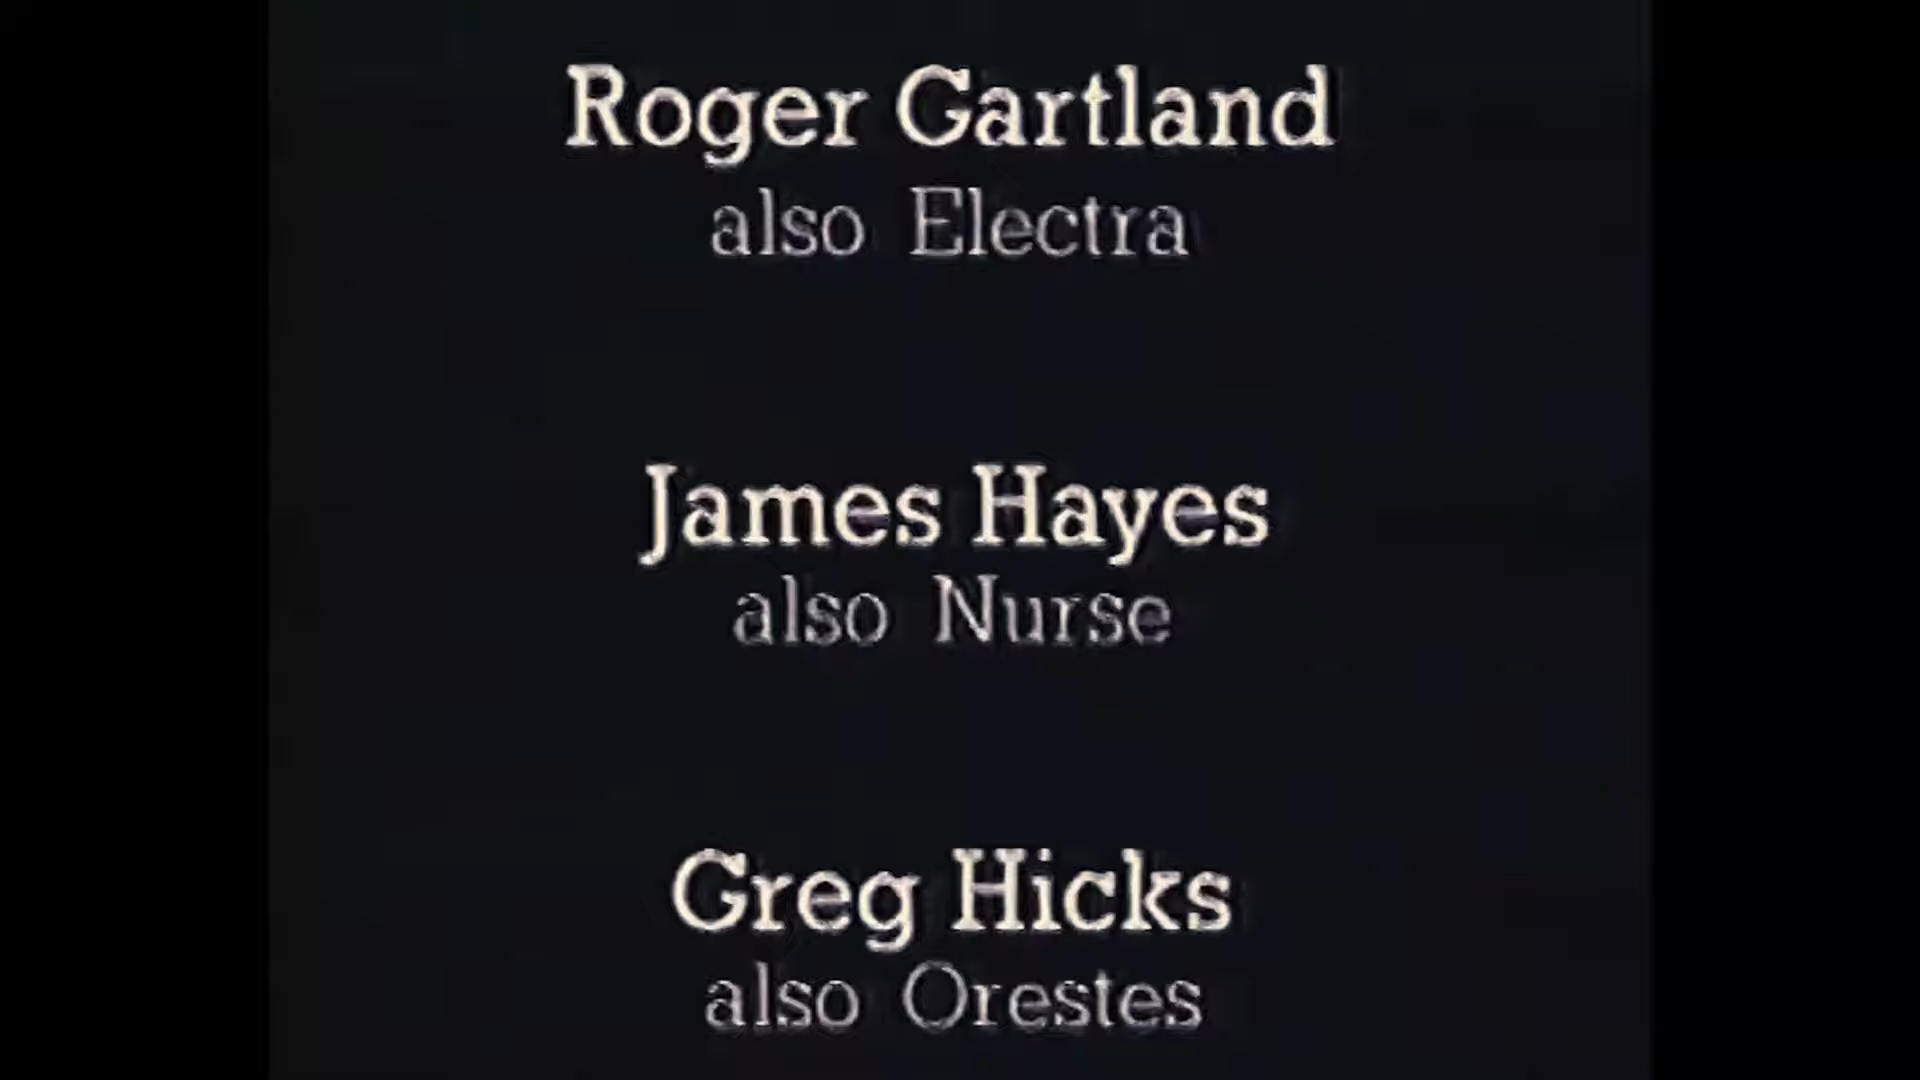 Roger Gartland
also Electra
James Hayes
also Nurse
Greg Hicks
also Orestes